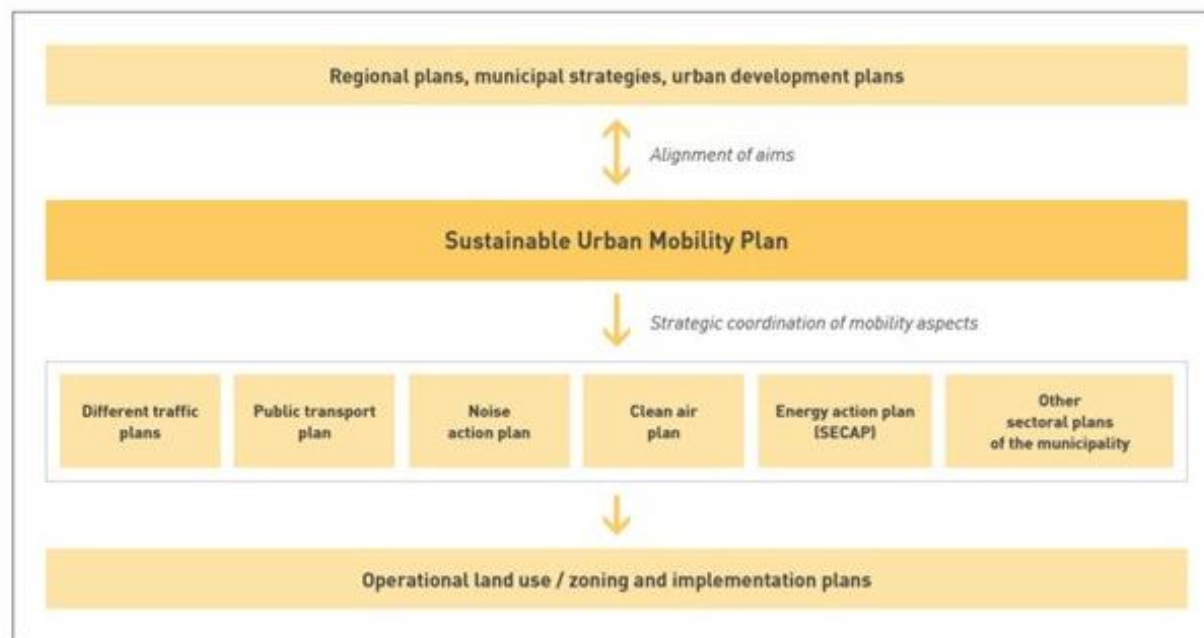 Regional plans, municipal strategies, urban development plans
Alignment of aims
Sustainable Urban Mobility Plan
Strategic coordination of mobility aspects
Different traffic
plans
Public transport
plan
Noise
action plan
Clean air
plan
Energy action plan
(SECAP)
Other
sectoral plans
of the municipality
Operational land use / zoning and implementation plans